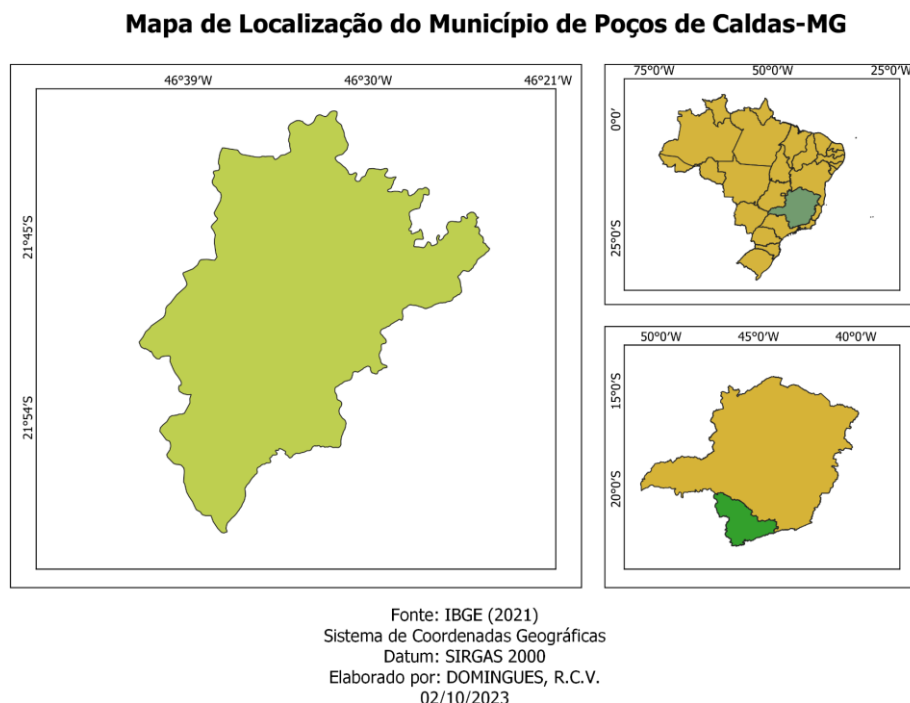 Mapa de Localização do Município de Poços de Caldas-MG
46°39'W 46°30'W 46°21'W
21°45'S
21°54'S
75°0'W 50°0'W 25°0'W
0°0'
25°0'S
50°0'W 45°0'W 40°0'W
15°0'S
20°0'S
Fonte: IBGE (2021)
Sistema de Coordenadas Geográficas
Datum: SIRGAS 2000
Elaborado por: DOMINGUES, R.C.V.
02/10/2023